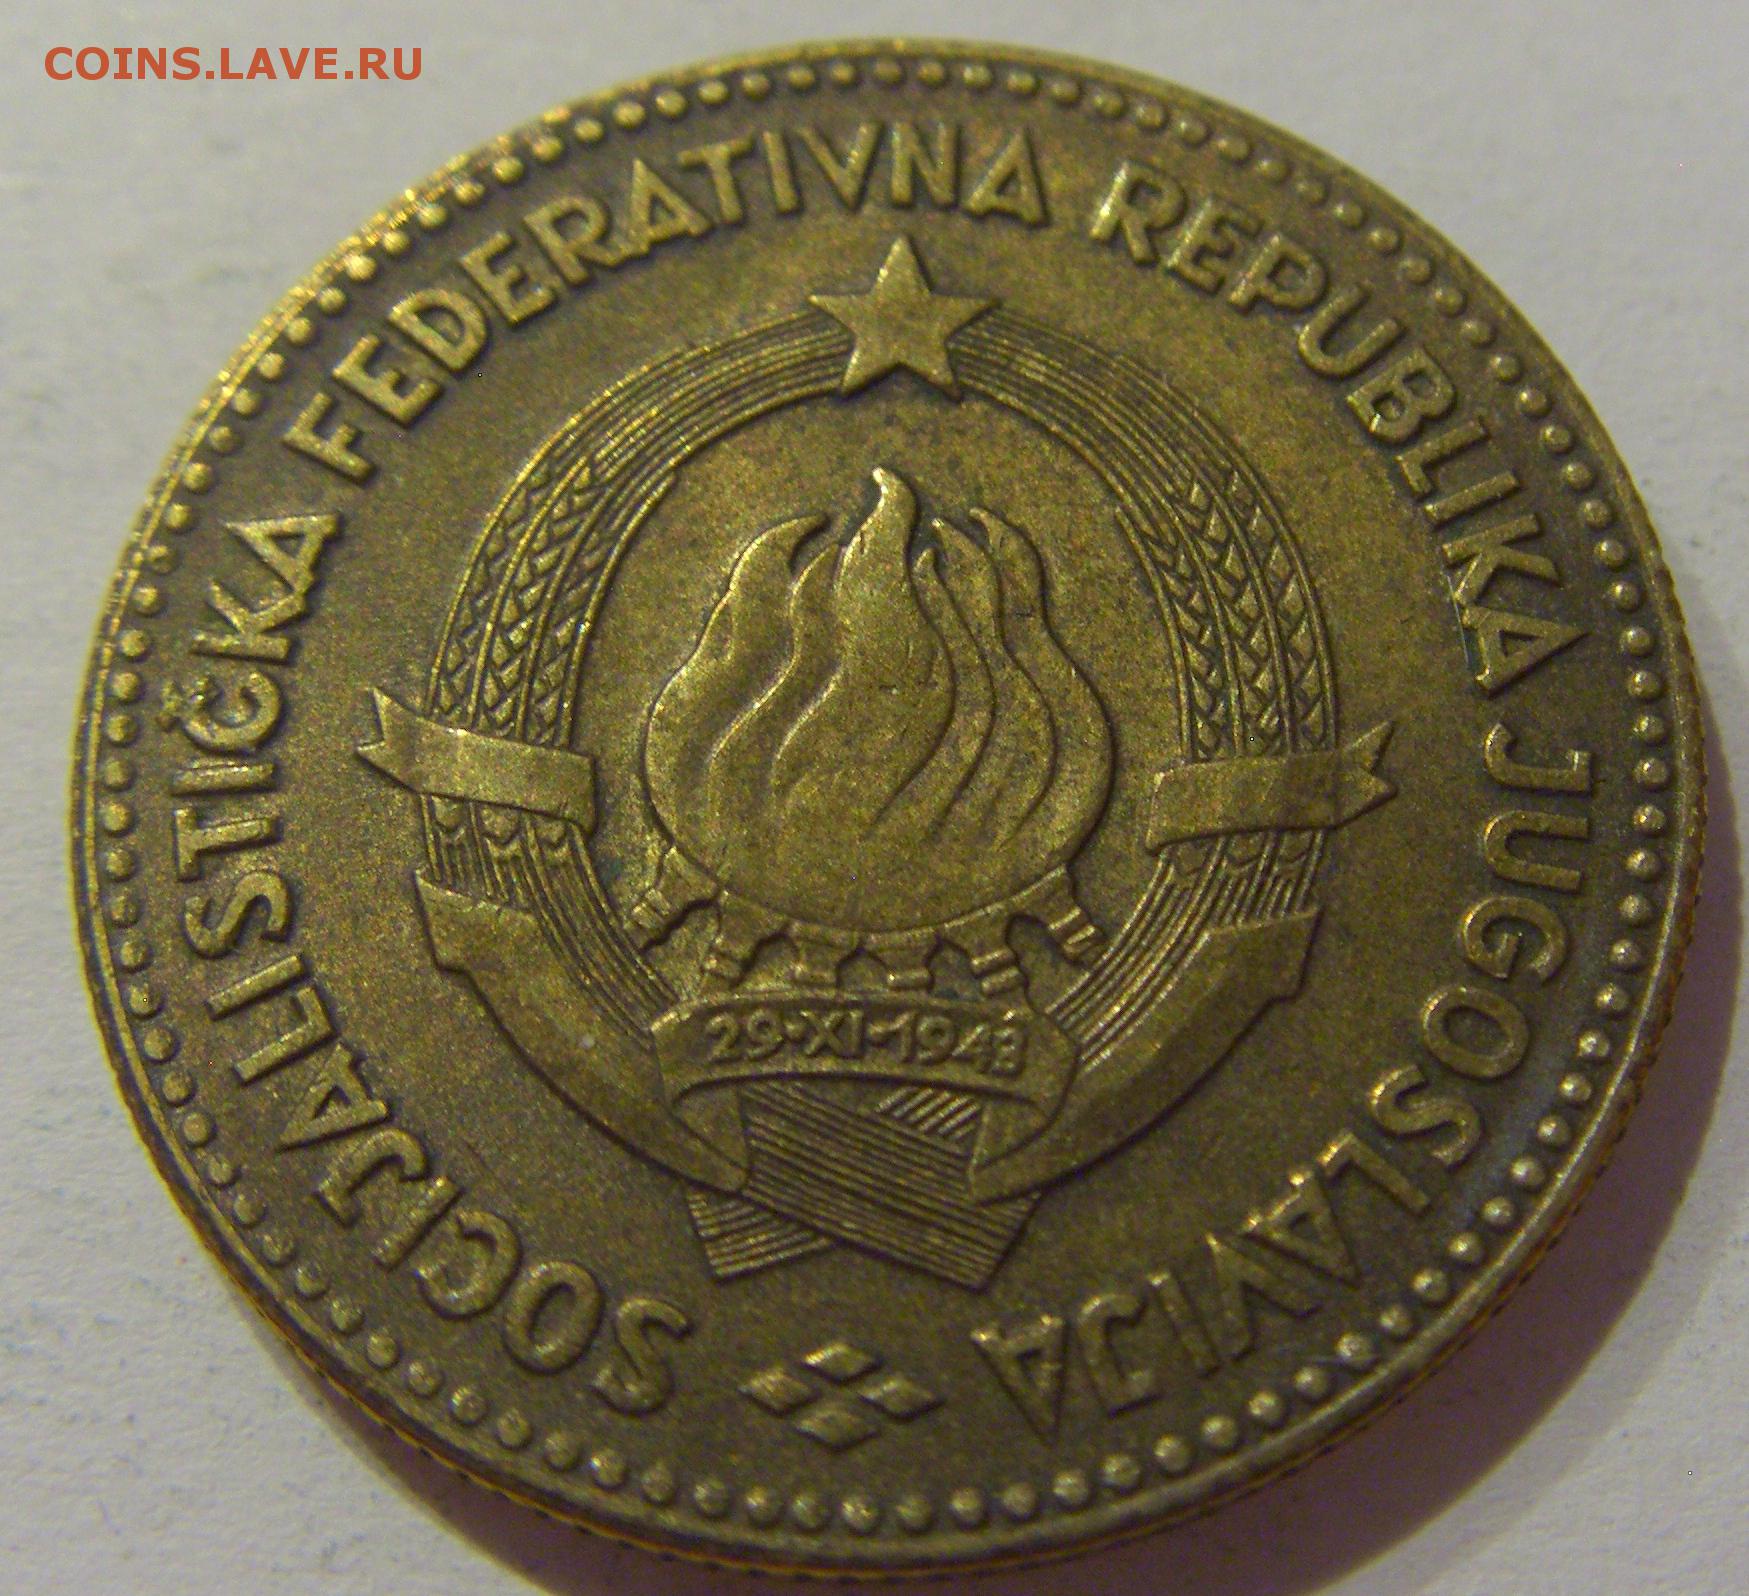 COINS.LAVE.RU
SOCIJALISTIČKA FEDERATIVNA REPUBLIKA JUGOSLAVIJA
29·XI·1943